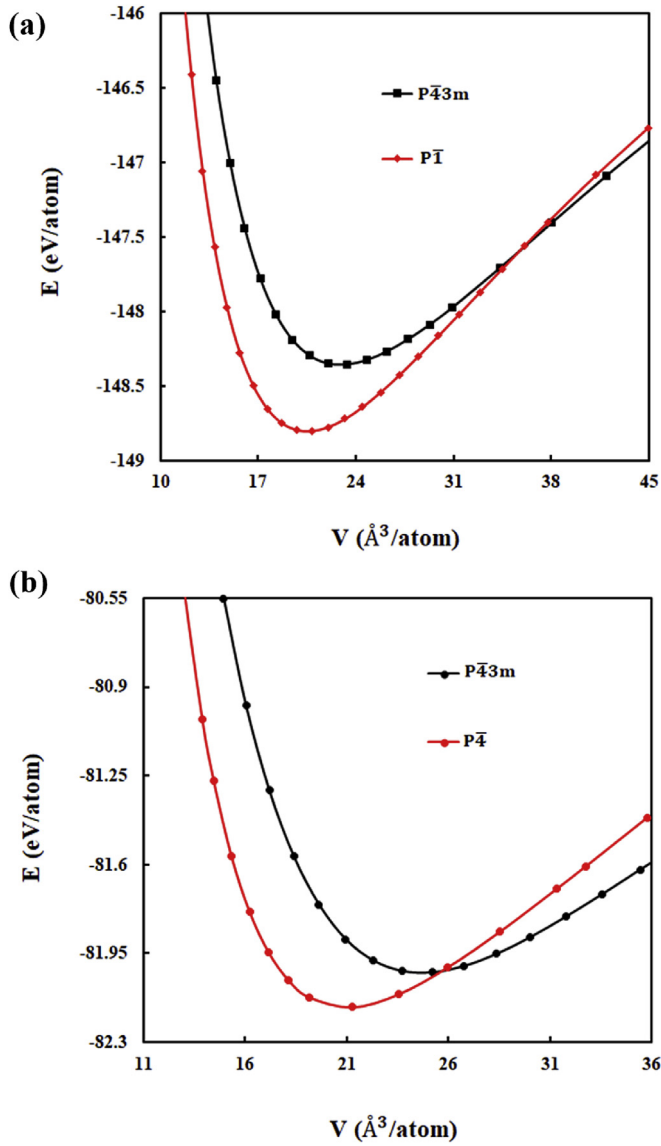 (a)
-146
-146.5
-147
-147.5
-148
-148.5
-149
E (eV/atom)
P4̅3m
P1̅
10 17 24 31 38 45
V (Å³/atom)
(b)
-80.55
-80.9
-81.25
-81.6
-81.95
-82.3
E (eV/atom)
P4̅3m
P4̅
11 16 21 26 31 36
V (Å³/atom)